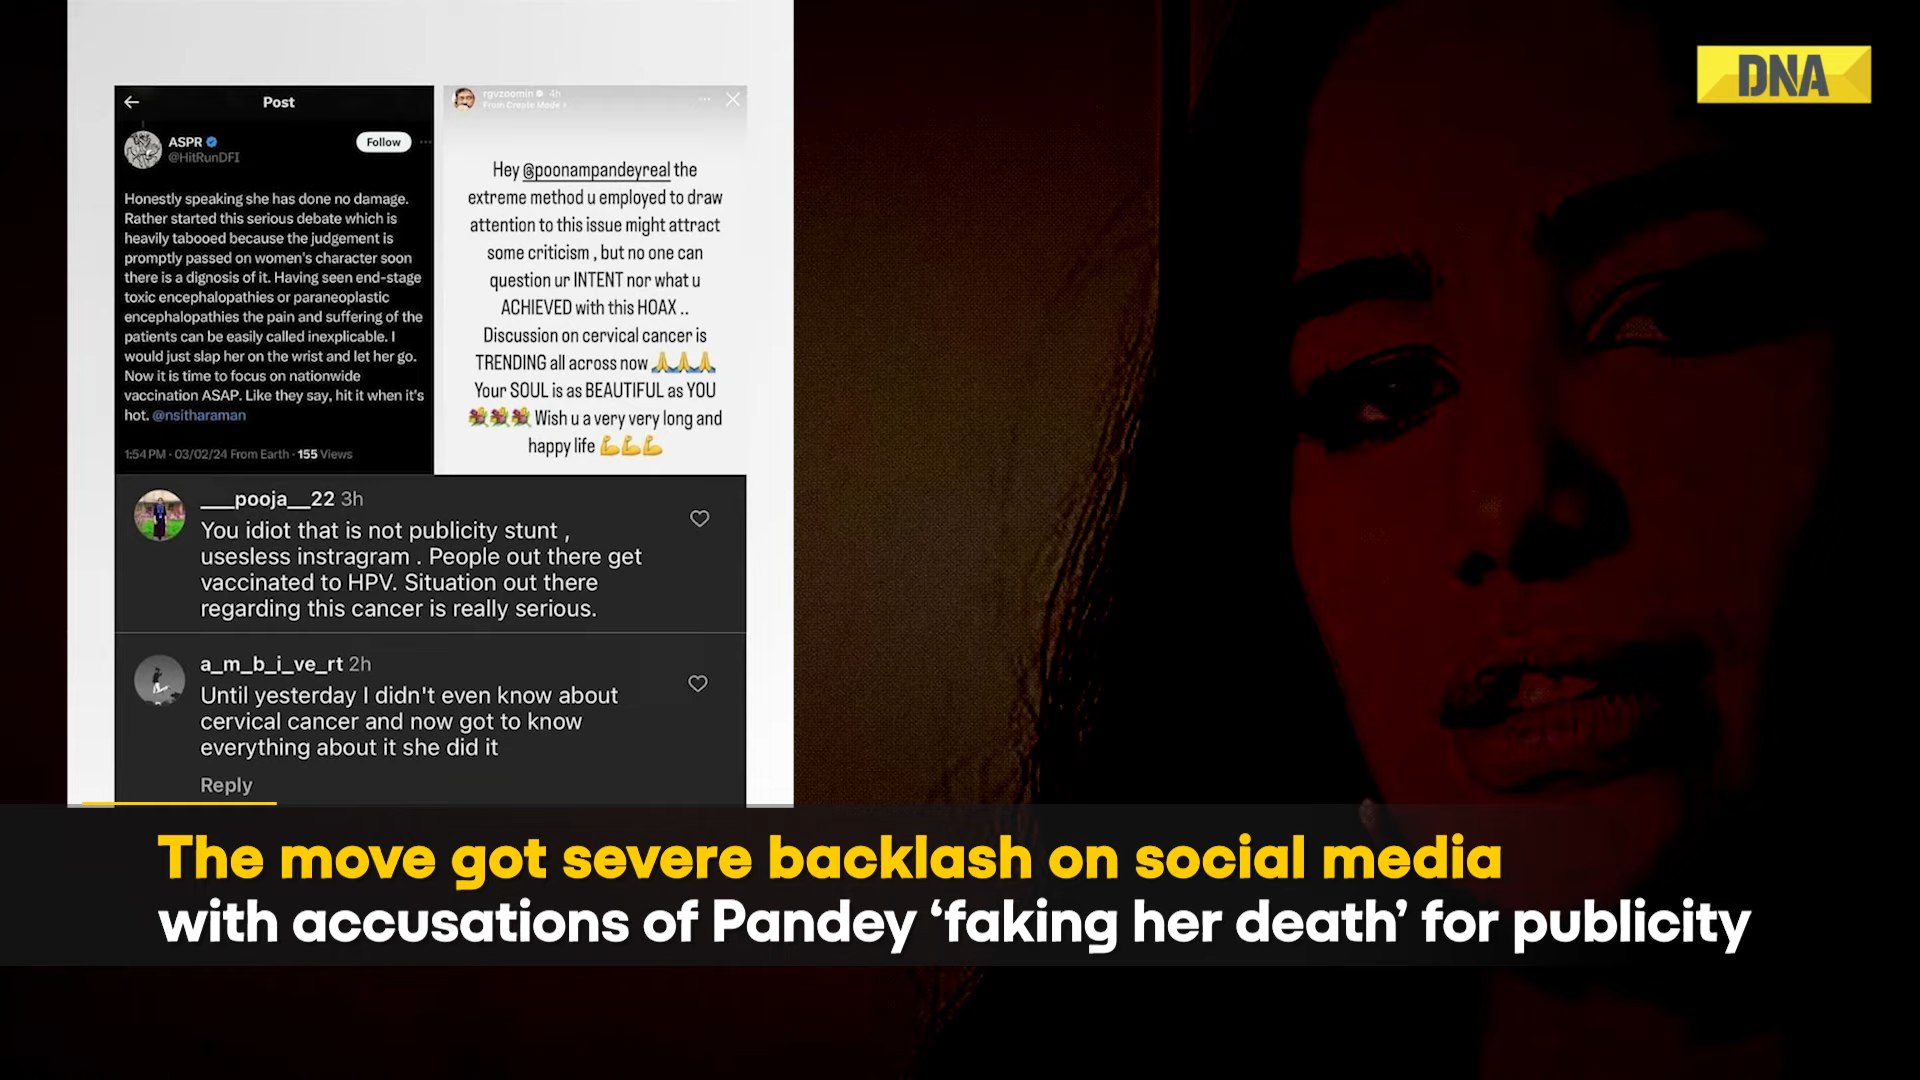 DNA
Post
ASPR
@HitRunDFI
Follow
Honestly speaking she has done no damage.
Rather started this serious debate which is
heavily tabooed because the judgement is
promptly passed on women's character soon
there is a dignosis of it. Having seen end-stage
toxic encephalopathies or paraneoplastic
encephalopathies the pain and suffering of the
patients can be easily called inexplicable. I
would just slap her on the wrist and let her go.
Now it is time to focus on nationwide
vaccination ASAP. Like they say, hit it when it's
hot. @nsitharaman
1:54 PM · 03/02/24 From Earth · 155 Views
rgvzoomin 4h
From Create Mode
Hey @poonampandeyreal the
extreme method u employed to draw
attention to this issue might attract
some criticism , but no one can
question ur INTENT nor what u
ACHIEVED with this HOAX ..
Discussion on cervical cancer is
TRENDING all across now 🙏🙏🙏
Your SOUL is as BEAUTIFUL as YOU
💐💐💐 Wish u a very very long and
happy life 💪💪💪
___pooja__22 3h
You idiot that is not publicity stunt ,
usesless instragram . People out there get
vaccinated to HPV. Situation out there
regarding this cancer is really serious.
a_m_b_i_ve_rt 2h
Until yesterday I didn't even know about
cervical cancer and now got to know
everything about it she did it
Reply
The move got severe backlash on social media
with accusations of Pandey ‘faking her death’ for publicity